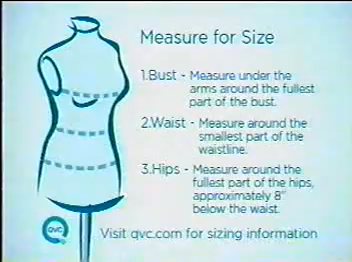 Measure for Size
1.Bust - Measure under the
arms around the fullest
part of the bust.
2.Waist - Measure around the
smallest part of the
waistline.
3.Hips - Measure around the
fullest part of the hips,
approximately 8"
below the waist.
QVC
Visit qvc.com for sizing information